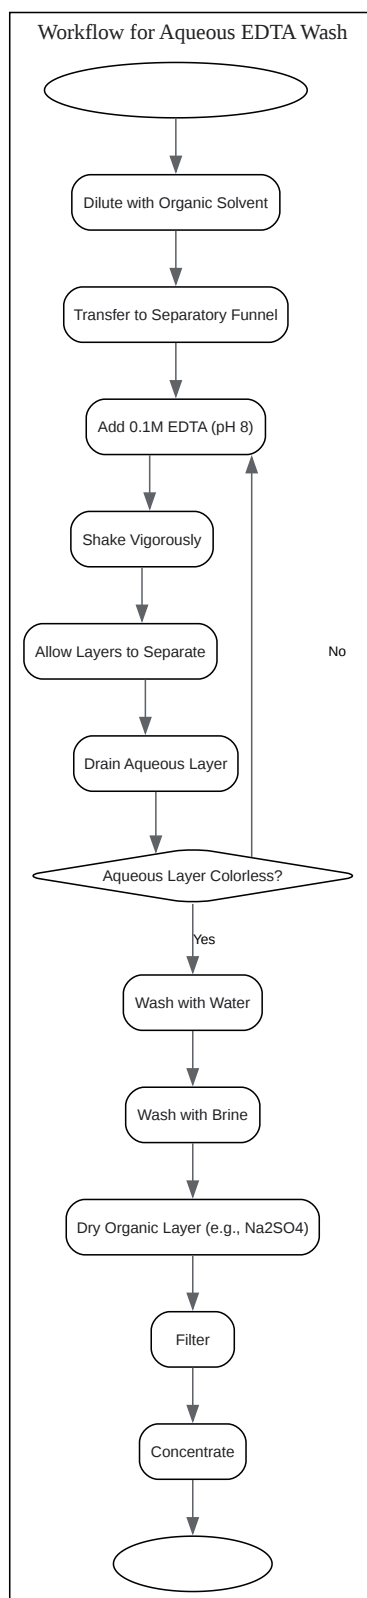 Workflow for Aqueous EDTA Wash
Dilute with Organic Solvent
Transfer to Separatory Funnel
Add 0.1M EDTA (pH 8)
Shake Vigorously
Allow Layers to Separate
No
Drain Aqueous Layer
Aqueous Layer Colorless?
Yes
Wash with Water
Wash with Brine
Dry Organic Layer (e.g., Na2SO4)
Filter
Concentrate